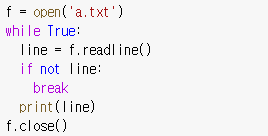 f = open('a.txt')
while True:
  line = f.readline()
  if not line:
    break
  print(line)
f.close()